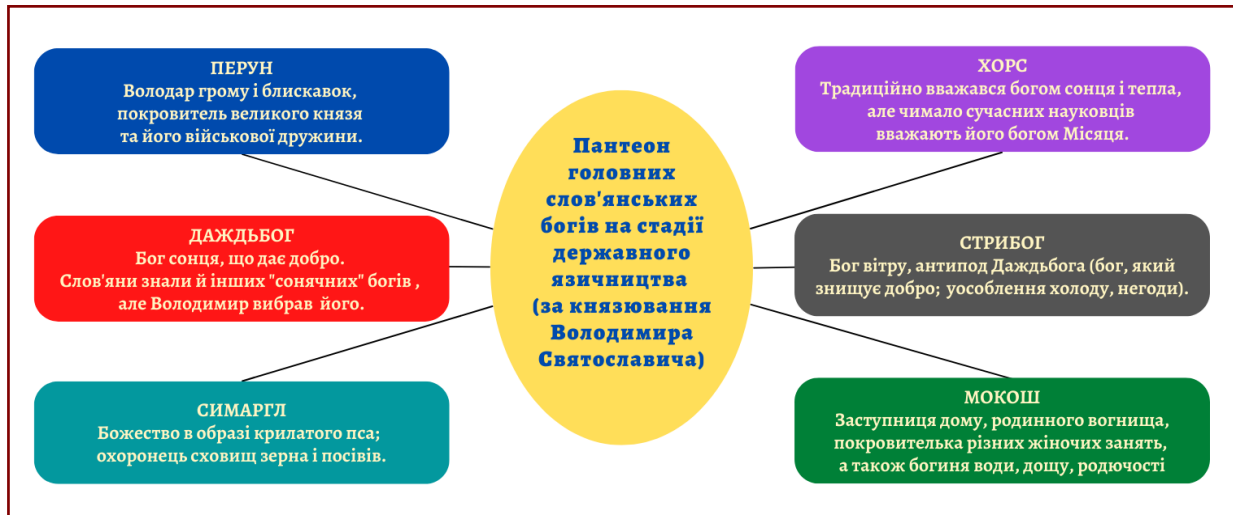 ПЕРУН
Володар грому і блискавок,
покровитель великого князя
та його військової дружини.
ДАЖДЬБОГ
Бог сонця, що дає добро.
Слов'яни знали й інших "сонячних" богів ,
але Володимир вибрав його.
СИМАРГЛ
Божество в образі крилатого пса;
охоронець сховищ зерна і посівів.
Пантеон
головних
слов'янських
богів на стадії
державного
язичництва
(за князювання
Володимира
Святославича)
ХОРС
Традиційно вважався богом сонця і тепла,
але чимало сучасних науковців
вважають його богом Місяця.
СТРИБОГ
Бог вітру, антипод Даждьбога (бог, який
знищує добро; уособлення холоду, негоди).
МОКОШ
Заступниця дому, родинного вогнища,
покровителька різних жіночих занять,
а також богиня води, дощу, родючості